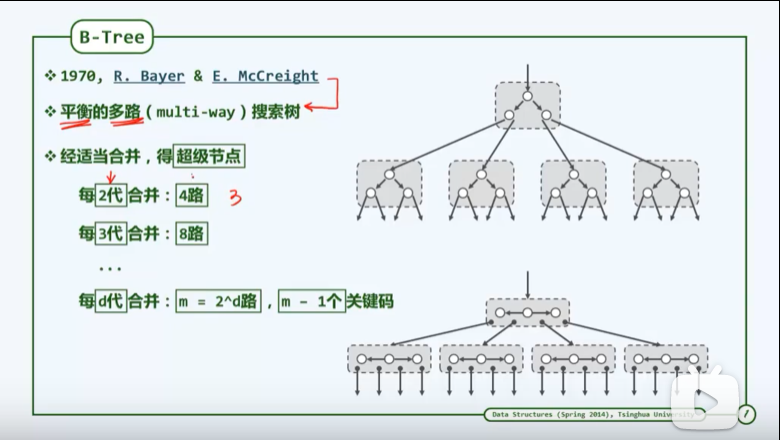 B-Tree
❖ 1970, R. Bayer & E. McCreight
❖ 平衡的多路（multi-way）搜索树
❖ 经适当合并，得超级节点
每2代合并：4路 3
每3代合并：8路
...
每d代合并：m = 2^d路，m - 1个关键码
Data Structures (Spring 2014), Tsinghua University